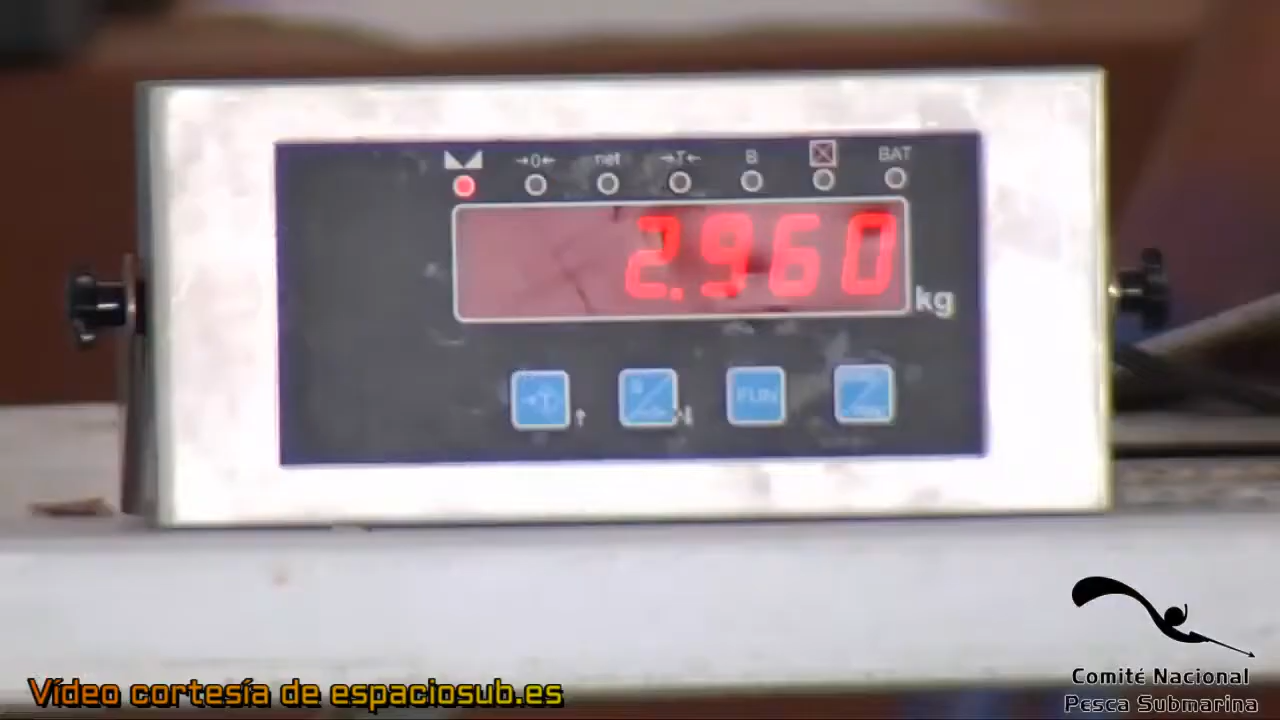 →0← net →T← B BAT
2.960
kg
FUN
Vídeo cortesía de espaciosub.es
Comité Nacional
Pesca Submarina